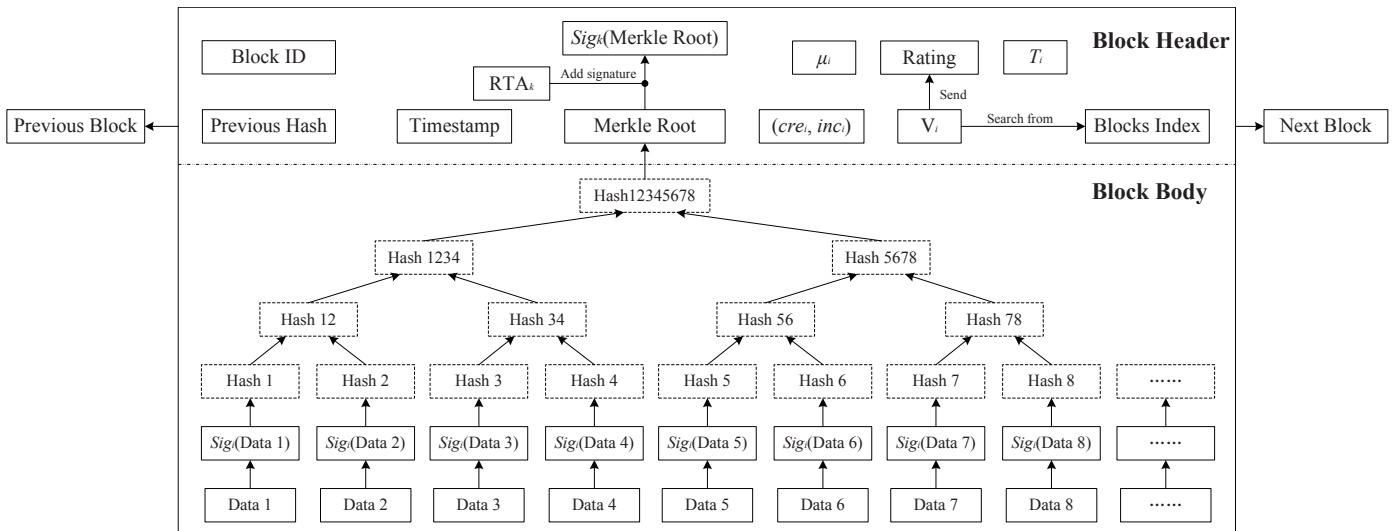 Block Header
Sigk(Merkle Root)
Block ID
μi
Rating
Ti
RTAk
Add signature
Send
Previous Block
Previous Hash
Timestamp
Merkle Root
(crei, inci)
Vi
Search from
Blocks Index
Next Block
Block Body
Hash12345678
Hash 1234
Hash 5678
Hash 12
Hash 34
Hash 56
Hash 78
Hash 1
Hash 2
Hash 3
Hash 4
Hash 5
Hash 6
Hash 7
Hash 8
......
Sigi(Data 1)
Sigi(Data 2)
Sigi(Data 3)
Sigi(Data 4)
Sigi(Data 5)
Sigi(Data 6)
Sigi(Data 7)
Sigi(Data 8)
......
Data 1
Data 2
Data 3
Data 4
Data 5
Data 6
Data 7
Data 8
......